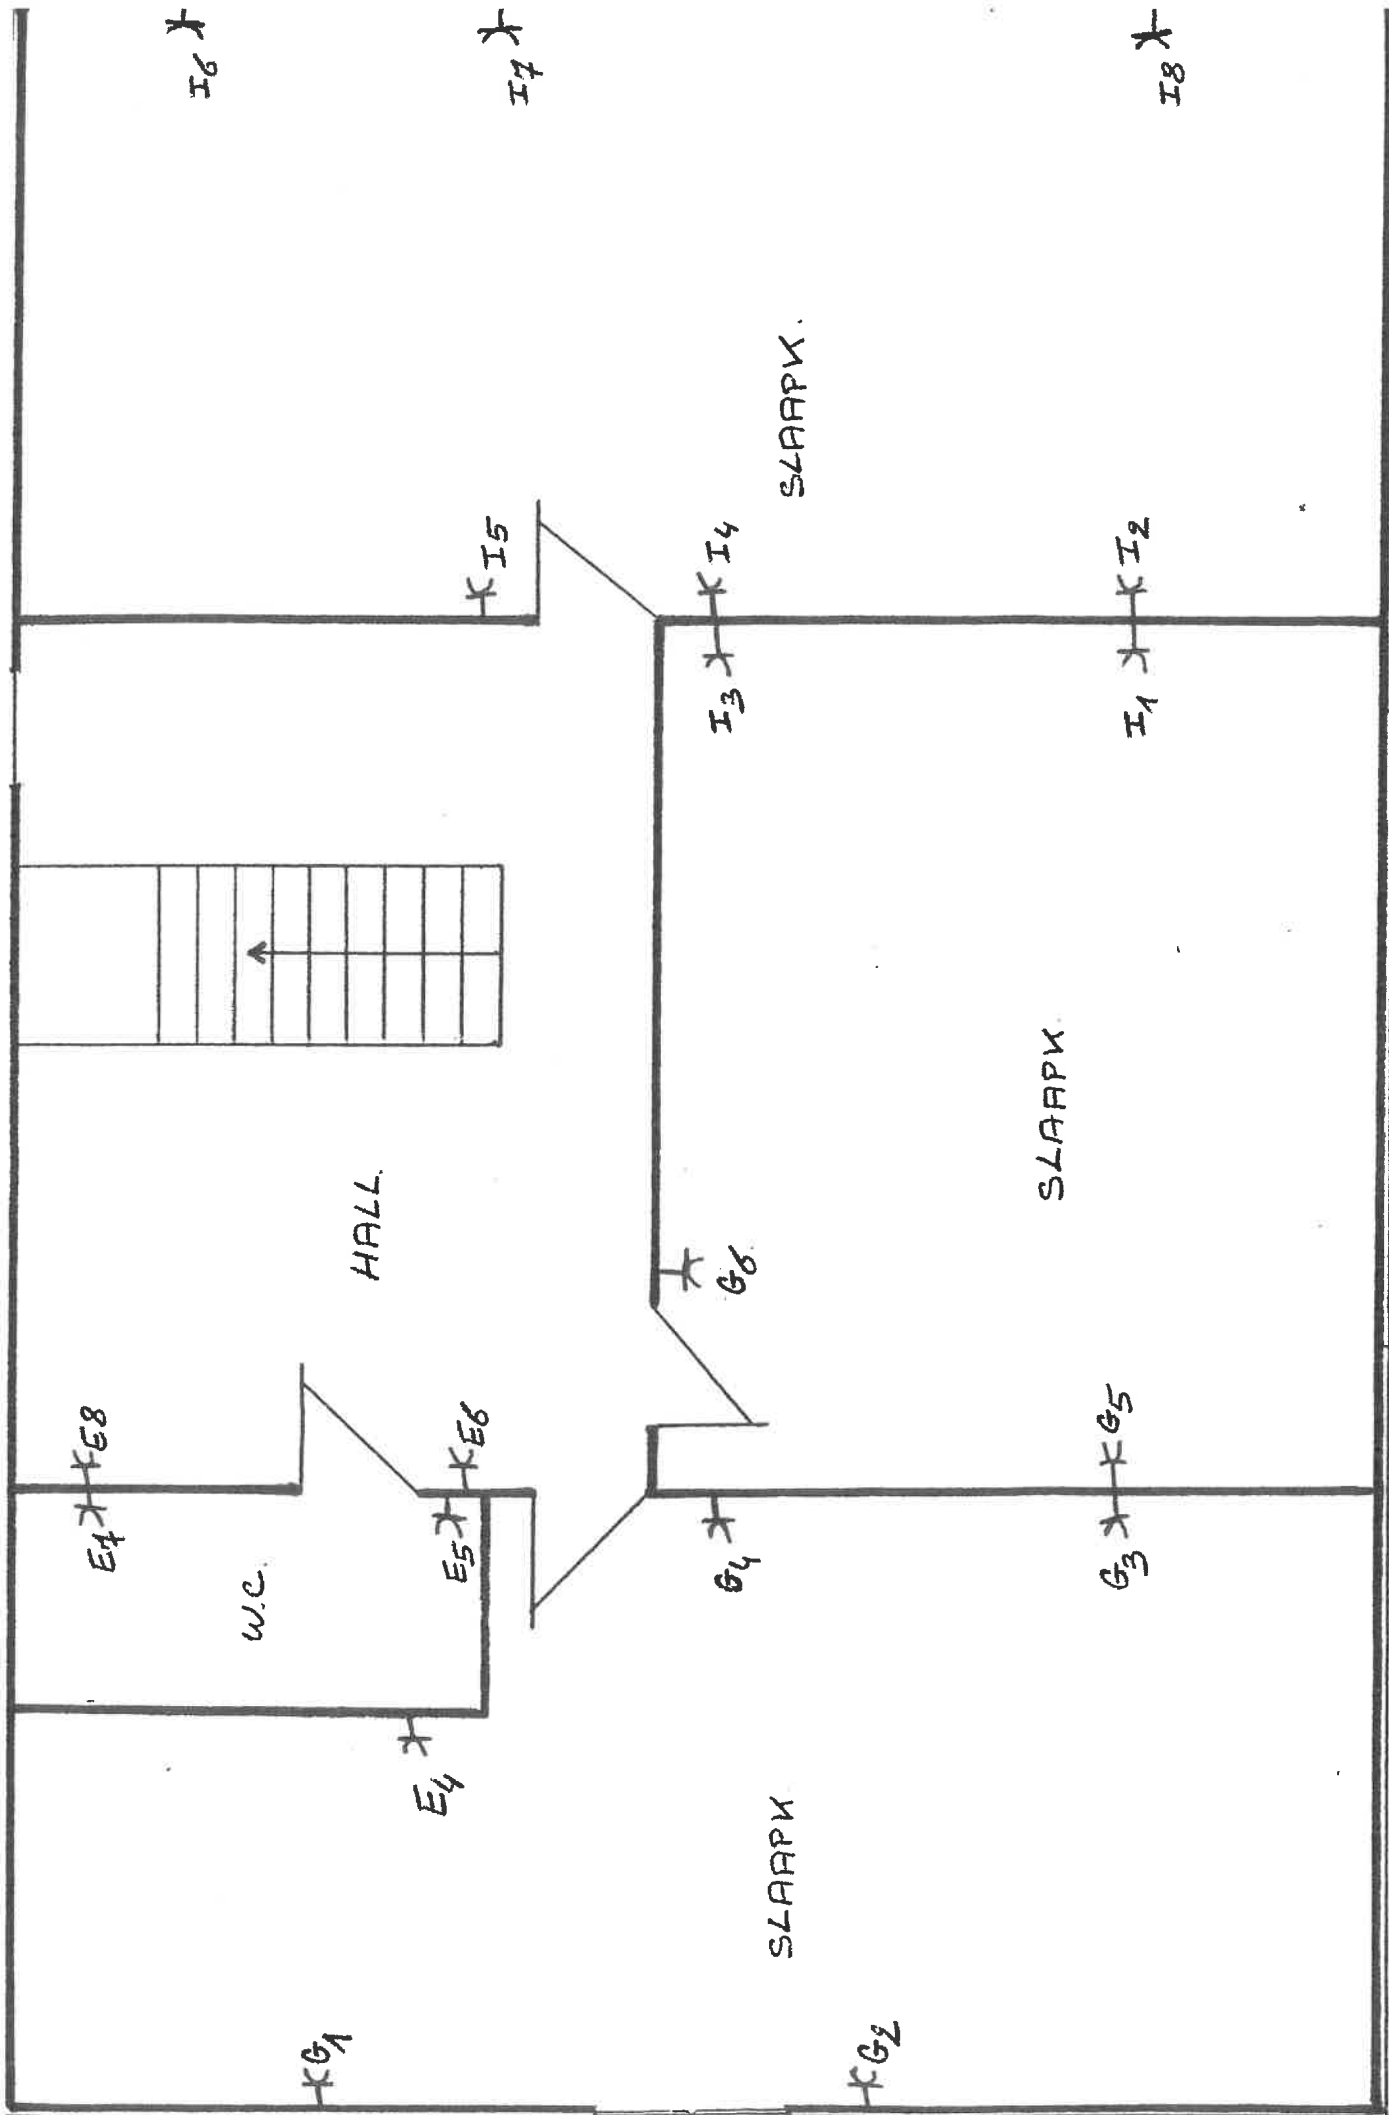 E7
E8
I6
W.C.
G1
HALL.
E4
E5
E6
I5
I7
G4
G6
I3
I4
SLAAPK
SLAAPK.
G2
SLAAPK
G3
G5
I1
I2
I8